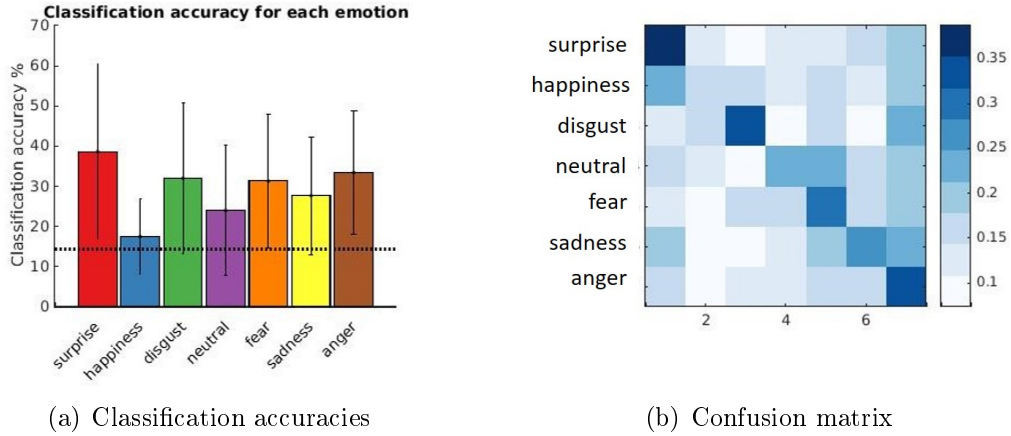 Classification accuracy for each emotion
Classification accuracy %
70
60
50
40
30
20
10
0
surprise
happiness
disgust
neutral
fear
sadness
anger
(a) Classification accuracies
surprise
happiness
disgust
neutral
fear
sadness
anger
2 4 6
0.35
0.3
0.25
0.2
0.15
0.1
(b) Confusion matrix